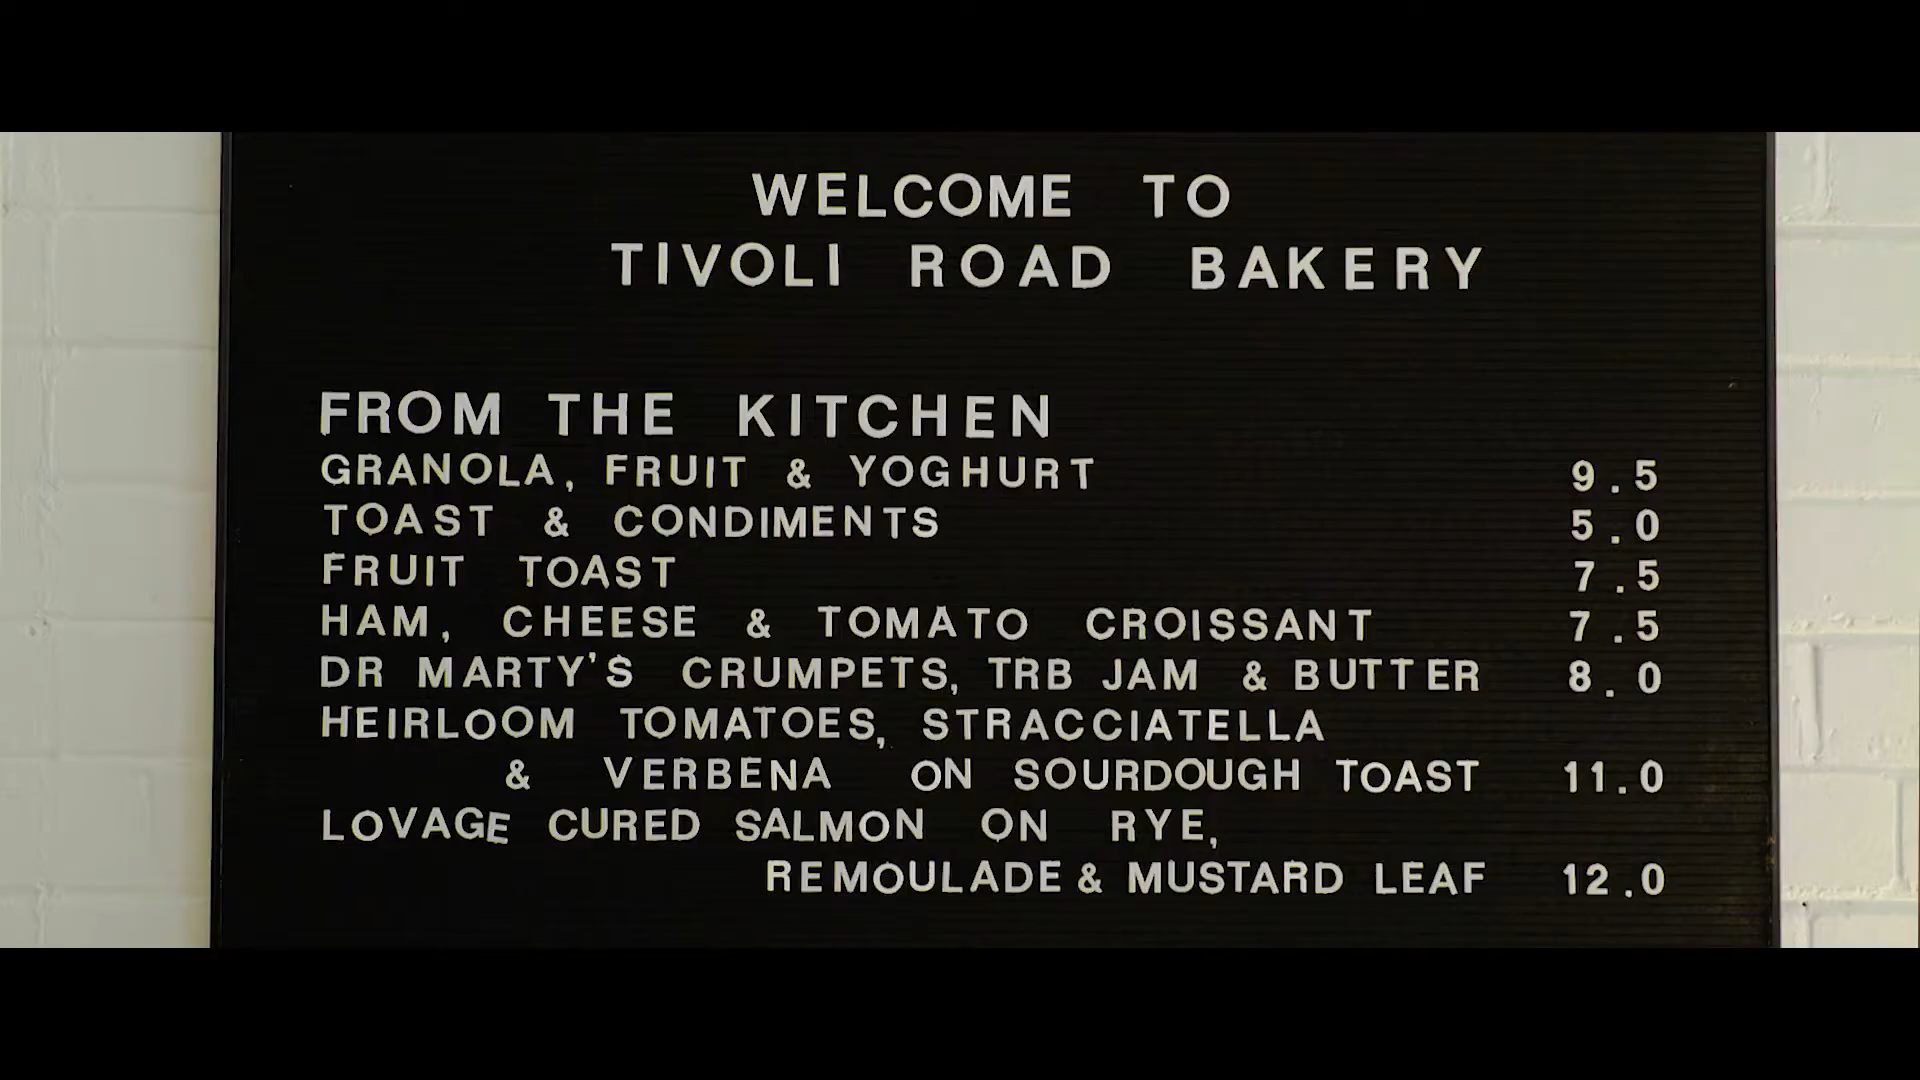 WELCOME TO
TIVOLI ROAD BAKERY
FROM THE KITCHEN
GRANOLA, FRUIT & YOGHURT 9.5
TOAST & CONDIMENTS 5.0
FRUIT TOAST 7.5
HAM, CHEESE & TOMATO CROISSANT 7.5
DR MARTY'S CRUMPETS, TRB JAM & BUTTER 8.0
HEIRLOOM TOMATOES, STRACCIATELLA
& VERBENA ON SOURDOUGH TOAST 11.0
LOVAGE CURED SALMON ON RYE,
REMOULADE & MUSTARD LEAF 12.0